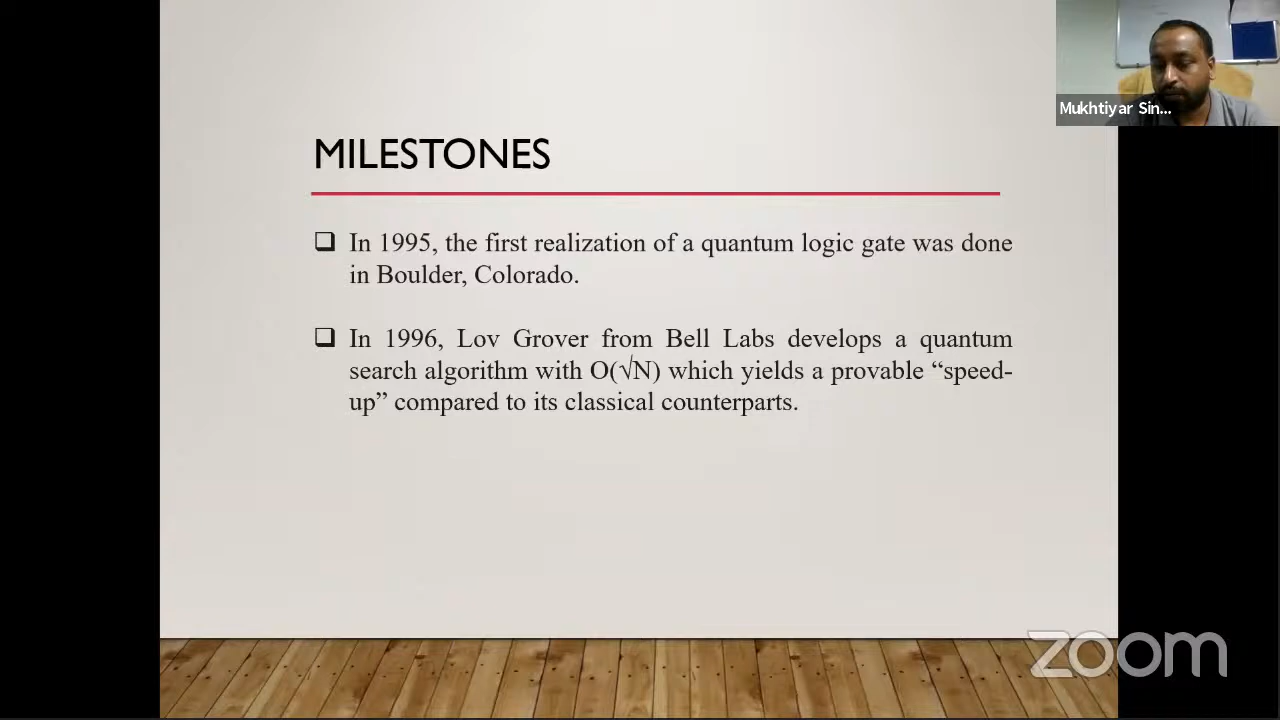 Mukhtiyar Sin...
MILESTONES
❑ In 1995, the first realization of a quantum logic gate was done
in Boulder, Colorado.
❑ In 1996, Lov Grover from Bell Labs develops a quantum
search algorithm with O(√N) which yields a provable “speed-
up” compared to its classical counterparts.
zoom